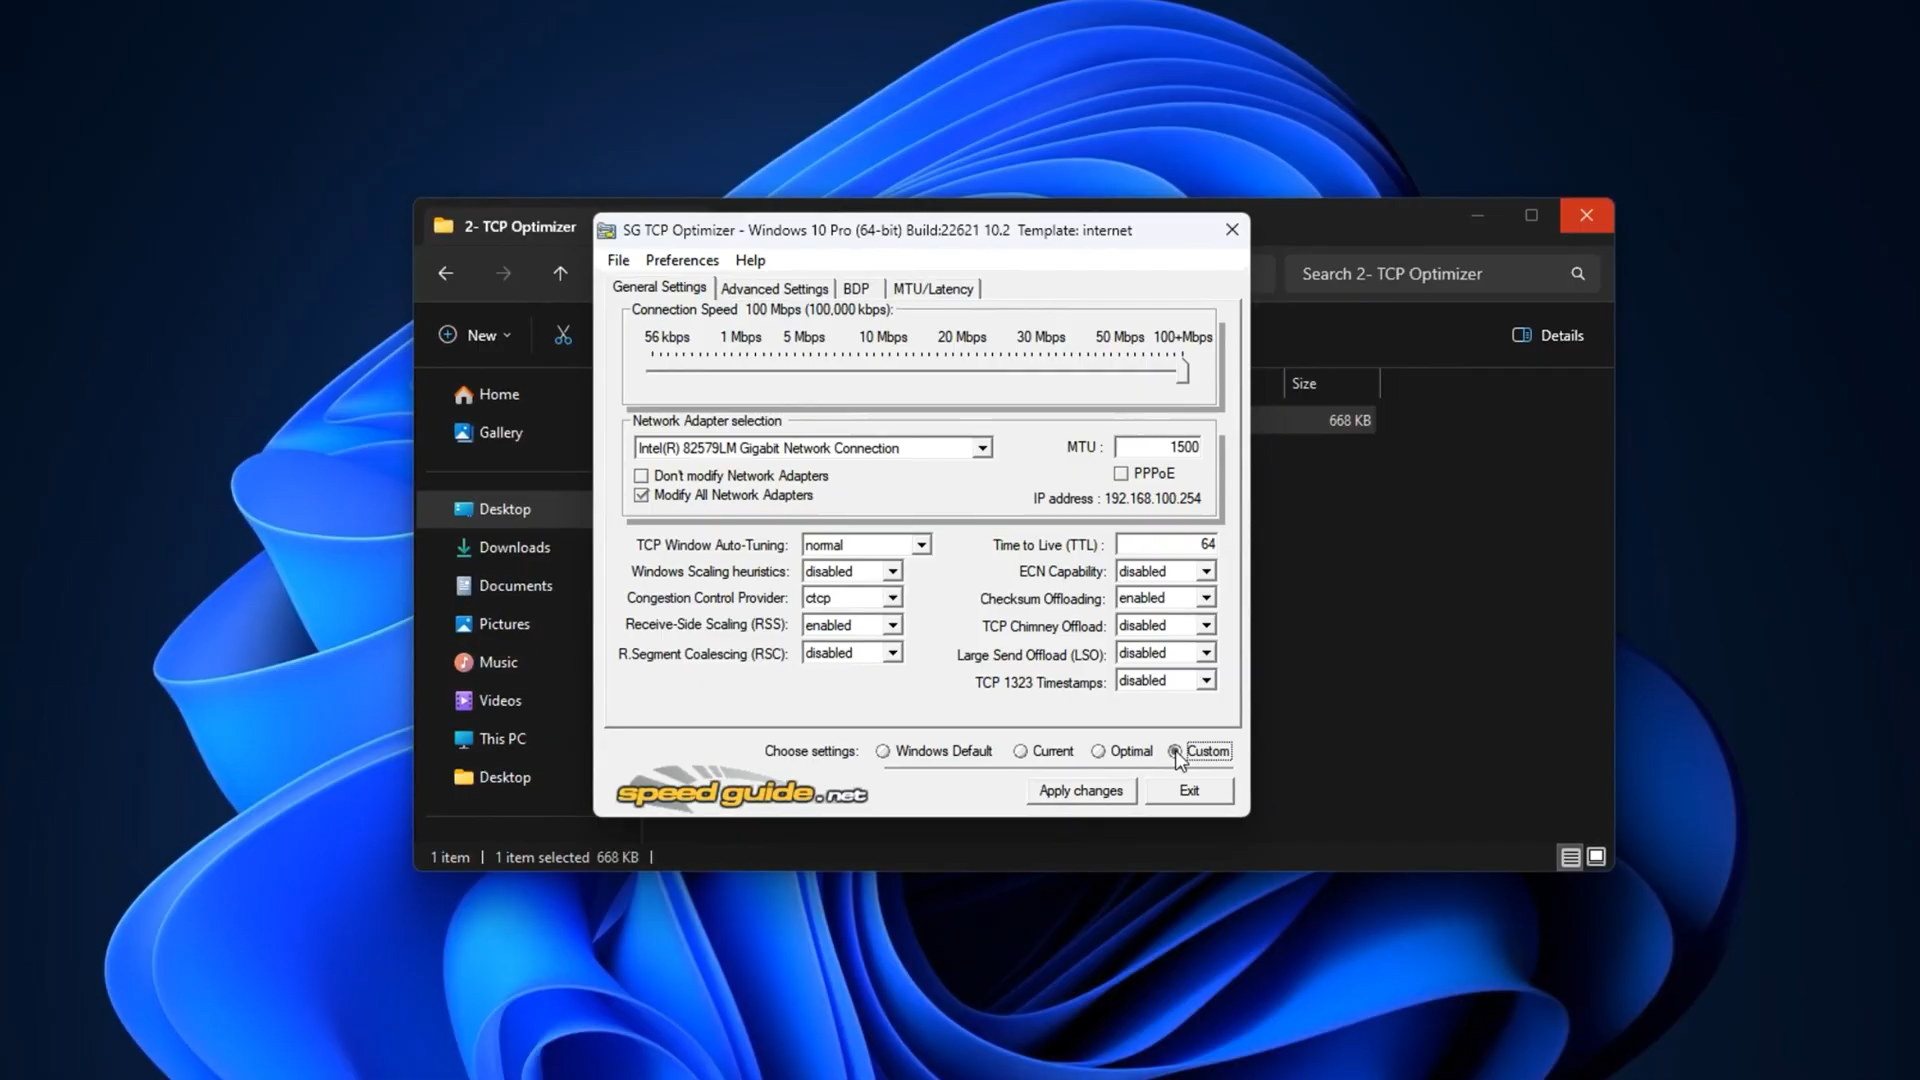 2- TCP Optimizer
Search 2- TCP Optimizer
New
Details
Home
Gallery
Desktop
Downloads
Documents
Pictures
Music
Videos
This PC
Desktop
Size
668 KB
1 item | 1 item selected 668 KB |
SG TCP Optimizer - Windows 10 Pro (64-bit) Build:22621 10.2 Template: internet
File Preferences Help
General Settings Advanced Settings BDP MTU/Latency
Connection Speed 100 Mbps (100,000 kbps):
56 kbps 1 Mbps 5 Mbps 10 Mbps 20 Mbps 30 Mbps 50 Mbps 100+Mbps
Network Adapter selection
Intel(R) 82579LM Gigabit Network Connection MTU : 1500
Don't modify Network Adapters PPPoE
Modify All Network Adapters IP address : 192.168.100.254
TCP Window Auto-Tuning: normal Time to Live (TTL) : 64
Windows Scaling heuristics: disabled ECN Capability: disabled
Congestion Control Provider: ctcp Checksum Offloading: enabled
Receive-Side Scaling (RSS): enabled TCP Chimney Offload: disabled
R.Segment Coalescing (RSC): disabled Large Send Offload (LSO): disabled
TCP 1323 Timestamps: disabled
Choose settings: Windows Default Current Optimal Custom
speedguide.net Apply changes Exit